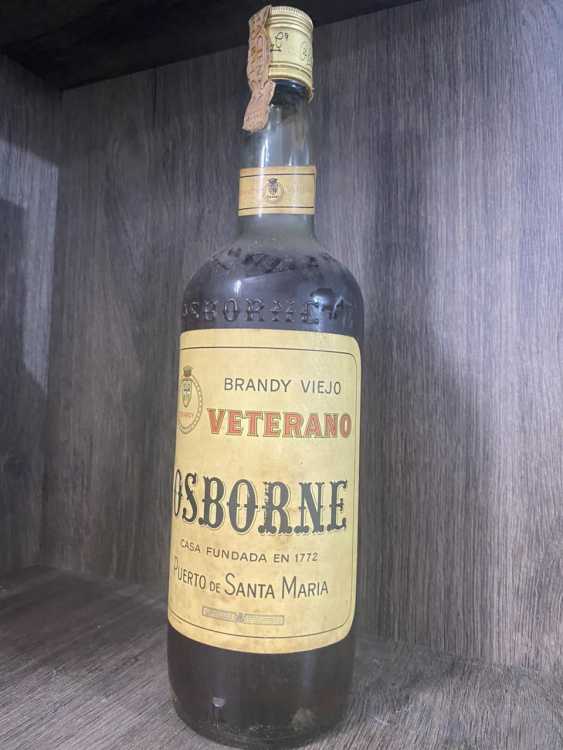 OSBORNE
BRANDY VIEJO
VETERANO
OSBORNE
CASA FUNDADA EN 1772
PUERTO DE SANTA MARIA